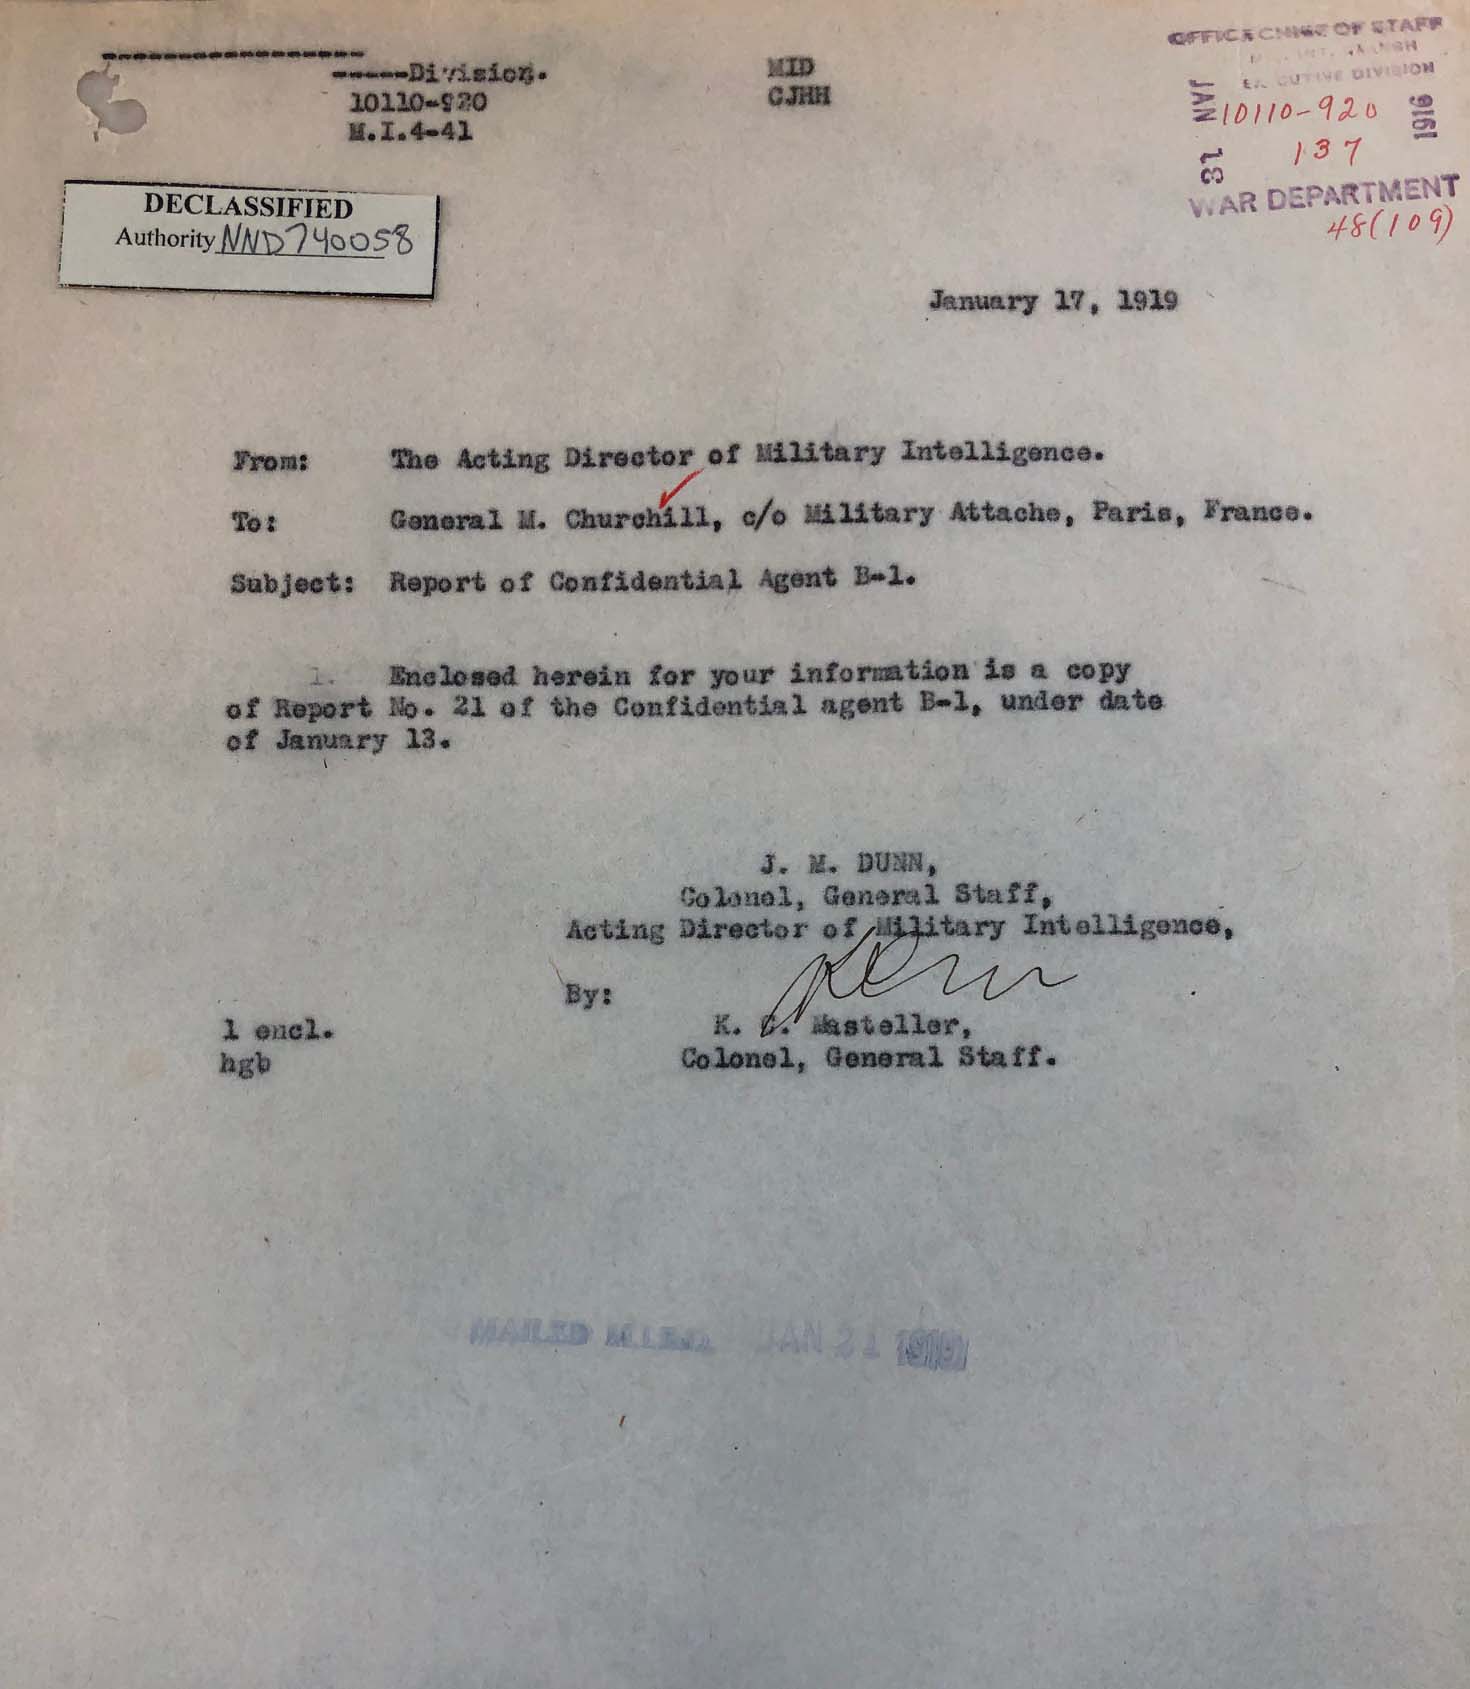 -----Division.
10110-920
M.I.4-41
MID
CJHH
OFFICE CHIEF OF STAFF
EXECUTIVE DIVISION
JAN 31
10110-920
137
WAR DEPARTMENT
48(109)
DECLASSIFIED
Authority NND740058
January 17, 1919
From: The Acting Director of Military Intelligence.
To: General M. Churchill, c/o Military Attache, Paris, France.
Subject: Report of Confidential Agent B-1.
1. Enclosed herein for your information is a copy
of Report No. 21 of the Confidential agent B-1, under date
of January 13.
J. M. DUNN,
Colonel, General Staff,
Acting Director of Military Intelligence,
By:
K. C. Masteller,
Colonel, General Staff.
1 encl.
hgb
MAILED JAN 21 1919